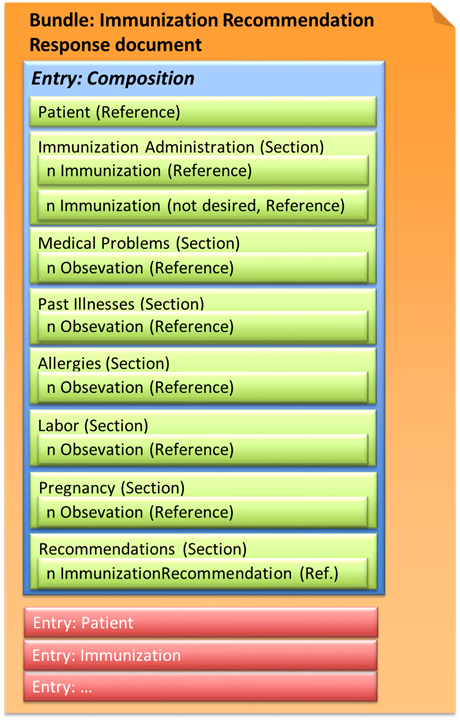 Bundle: Immunization Recommendation
Response document
Entry: Composition
Patient (Reference)
Immunization Administration (Section)
n Immunization (Reference)
n Immunization (not desired, Reference)
Medical Problems (Section)
n Obsevation (Reference)
Past Illnesses (Section)
n Obsevation (Reference)
Allergies (Section)
n Obsevation (Reference)
Labor (Section)
n Obsevation (Reference)
Pregnancy (Section)
n Obsevation (Reference)
Recommendations (Section)
n ImmunizationRecommendation (Ref.)
Entry: Patient
Entry: Immunization
Entry: ...